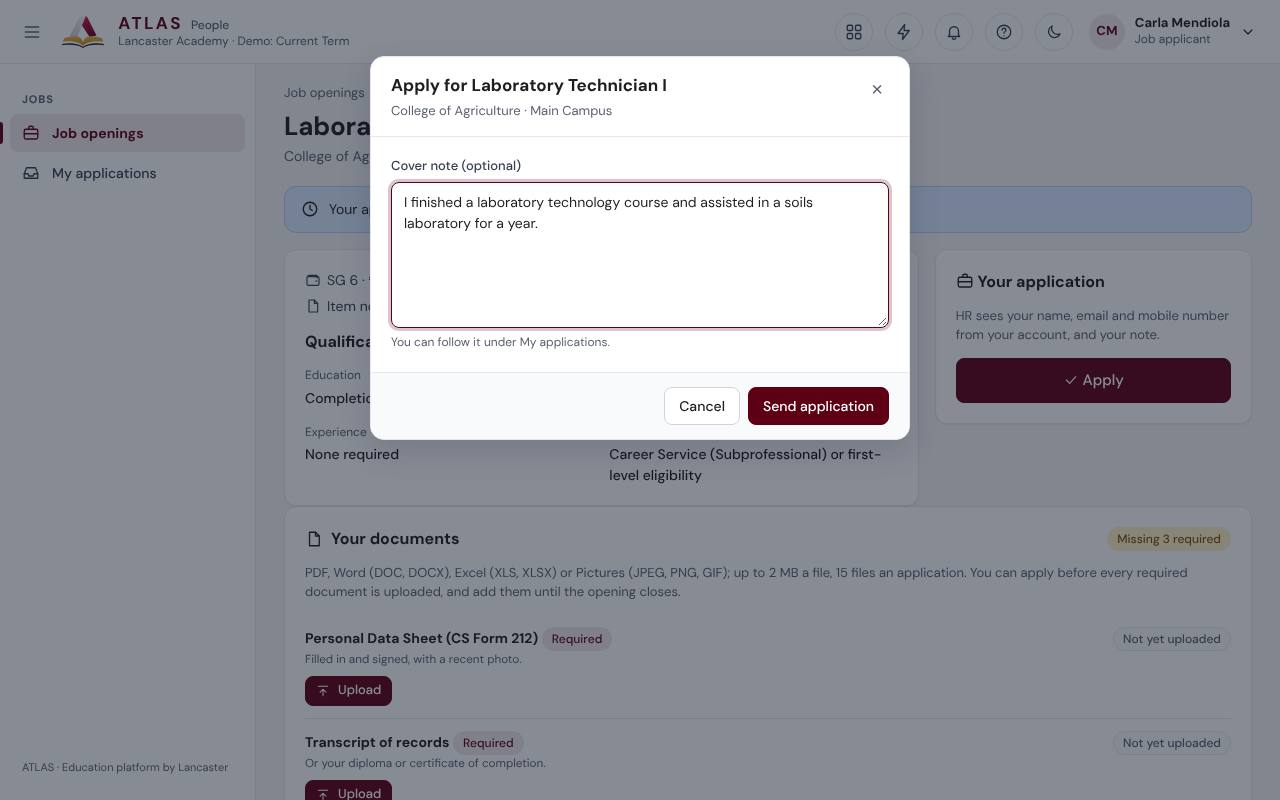 ATLAS People
Lancaster Academy · Demo: Current Term
CM
Carla Mendiola
Job applicant
JOBS
Job openings
My applications
ATLAS · Education platform by Lancaster
Job openings
Labora
College of Ag
Your a
SG 6 ·
Item no
Qualifica
Education
Completio
Experience
None required
Career Service (Subprofessional) or first-
level eligibility
Apply for Laboratory Technician I
College of Agriculture · Main Campus
Cover note (optional)
I finished a laboratory technology course and assisted in a soils
laboratory for a year.
You can follow it under My applications.
Cancel
Send application
Your application
HR sees your name, email and mobile number
from your account, and your note.
Apply
Your documents
Missing 3 required
PDF, Word (DOC, DOCX), Excel (XLS, XLSX) or Pictures (JPEG, PNG, GIF); up to 2 MB a file, 15 files an application. You can apply before every required
document is uploaded, and add them until the opening closes.
Personal Data Sheet (CS Form 212) Required
Not yet uploaded
Filled in and signed, with a recent photo.
Upload
Transcript of records Required
Not yet uploaded
Or your diploma or certificate of completion.
Upload